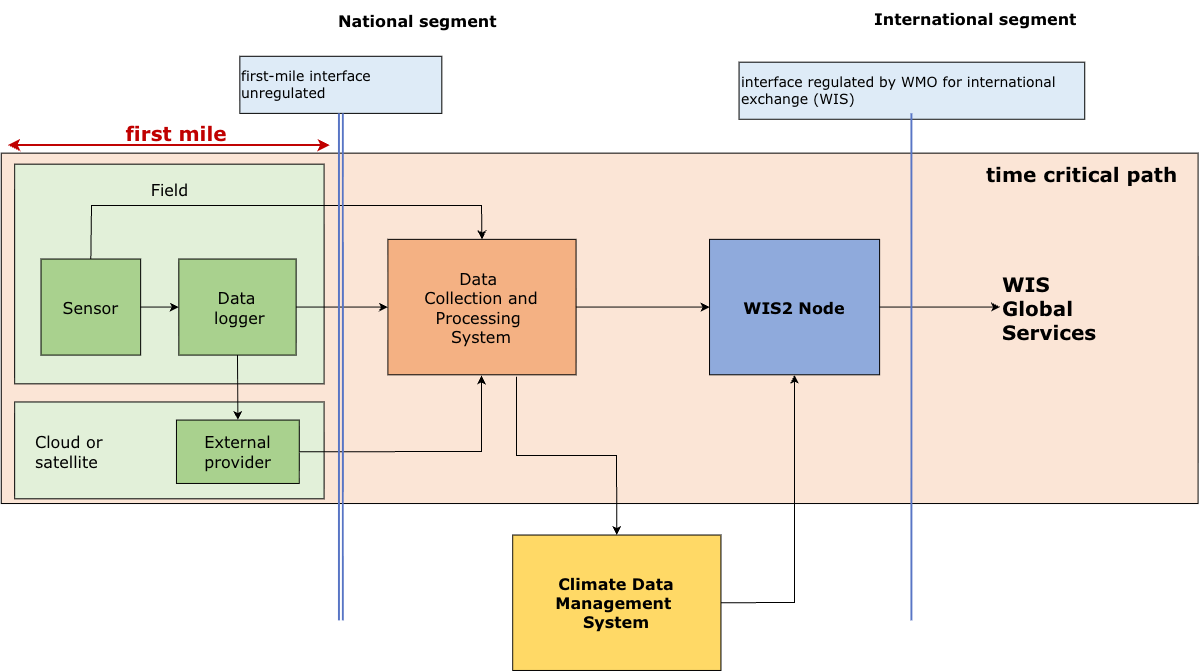 National segment
International segment
first-mile interface
unregulated
interface regulated by WMO for international
exchange (WIS)
first mile
time critical path
Field
Sensor
Data
logger
Data
Collection and
Processing
System
WIS2 Node
WIS
Global
Services
Cloud or
satellite
External
provider
Climate Data
Management
System